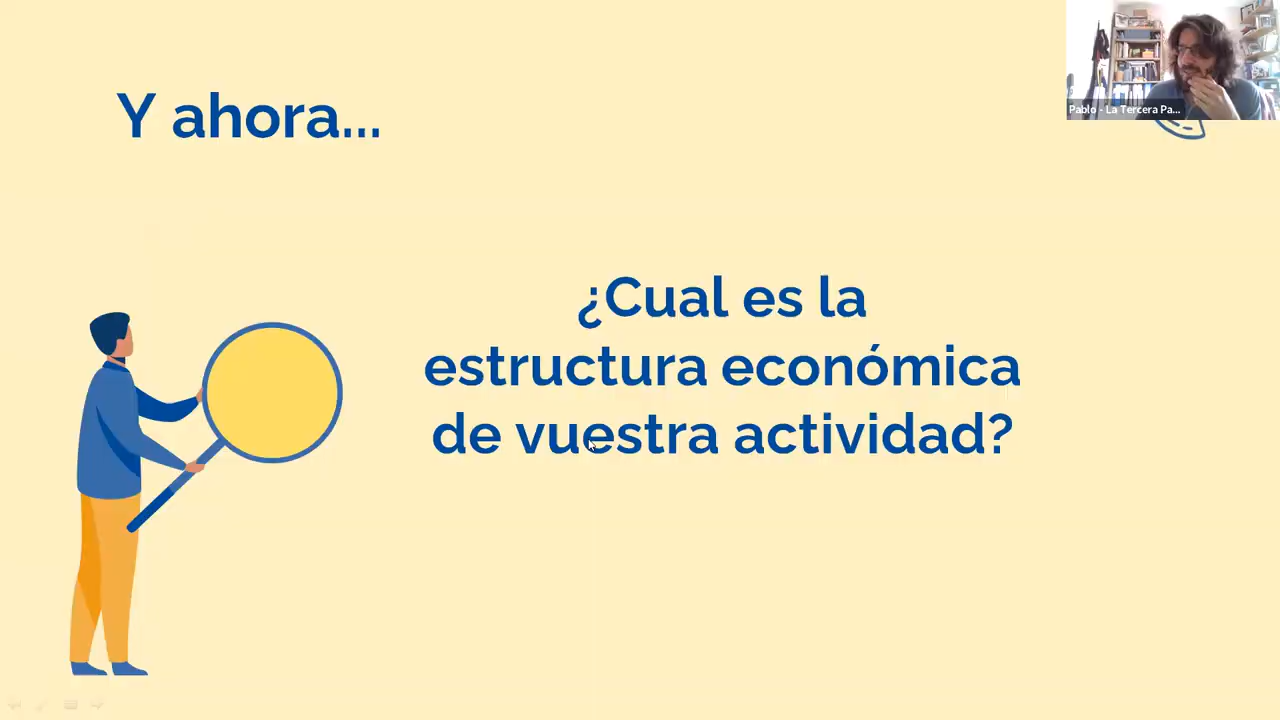 Y ahora...
Pablo - La Tercera Pa...
¿Cual es la
estructura económica
de vuestra actividad?